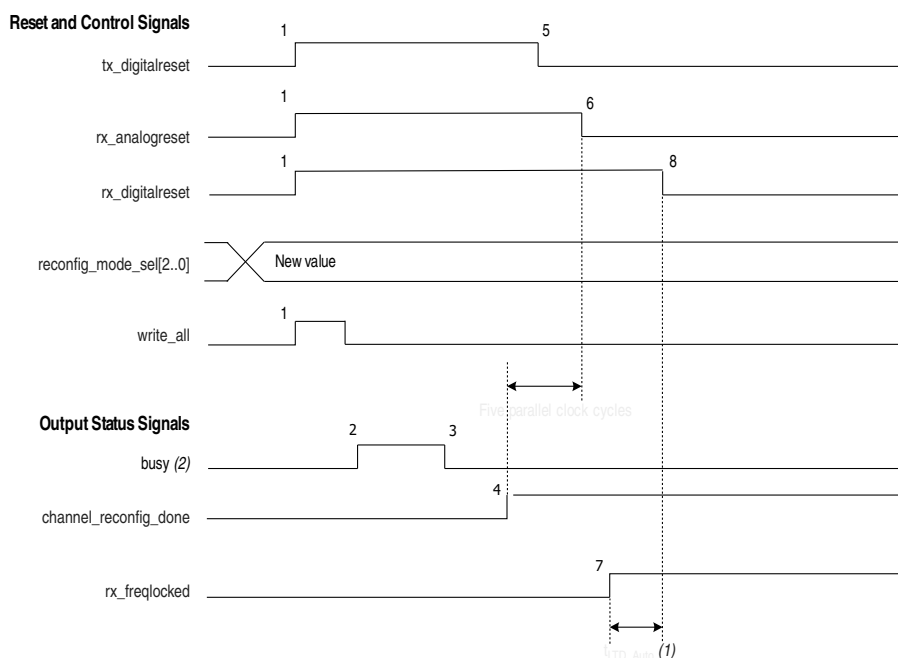 Reset and Control Signals
1
5
tx_digitalreset
1
6
rx_analogreset
1
8
rx_digitalreset
reconfig_mode_sel[2..0]
New value
1
write_all
Five parallel clock cycles
Output Status Signals
2
3
busy (2)
4
channel_reconfig_done
7
rx_freqlocked
tLTD_Auto (1)